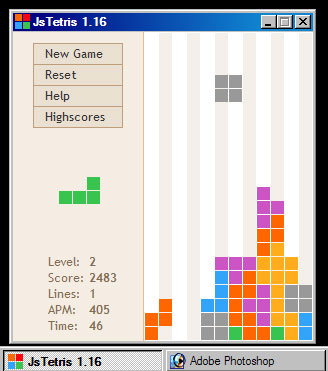 JsTetris 1.16
New Game
Reset
Help
Highscores
Level: 2
Score: 2483
Lines: 1
APM: 405
Time: 46
JsTetris 1.16
Adobe Photoshop